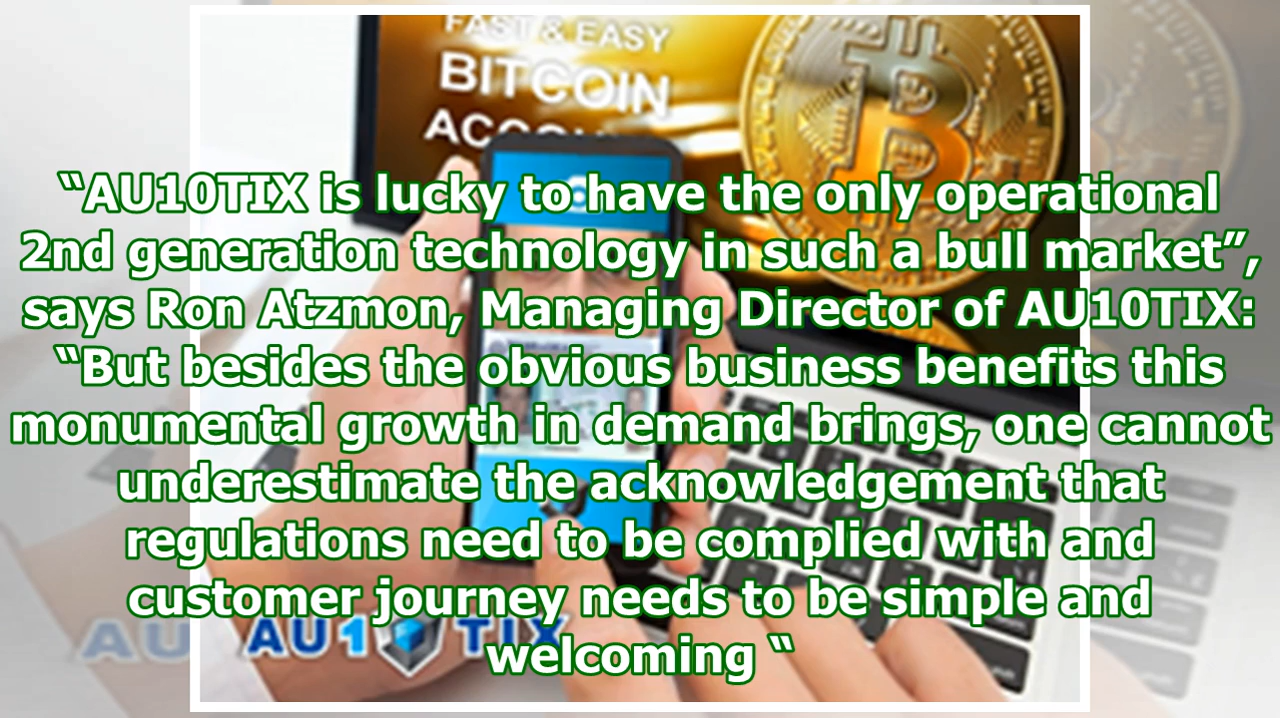 FAST & EASY
BITCOIN
“AU10TIX is lucky to have the only operational
2nd generation technology in such a bull market”,
says Ron Atzmon, Managing Director of AU10TIX:
“But besides the obvious business benefits this
monumental growth in demand brings, one cannot
underestimate the acknowledgement that
regulations need to be complied with and
customer journey needs to be simple and
welcoming “
AU AU10TIX